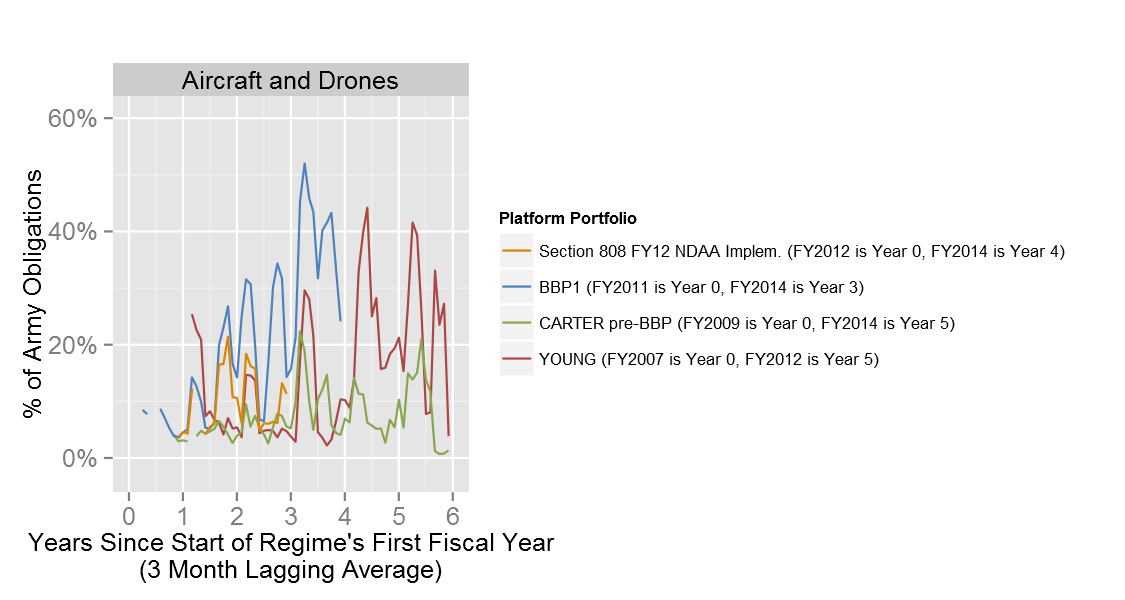 Aircraft and Drones
60%
40%
20%
0%
% of Army Obligations
0 1 2 3 4 5 6
Years Since Start of Regime's First Fiscal Year
(3 Month Lagging Average)
Platform Portfolio
Section 808 FY12 NDAA Implem. (FY2012 is Year 0, FY2014 is Year 4)
BBP1 (FY2011 is Year 0, FY2014 is Year 3)
CARTER pre-BBP (FY2009 is Year 0, FY2014 is Year 5)
YOUNG (FY2007 is Year 0, FY2012 is Year 5)